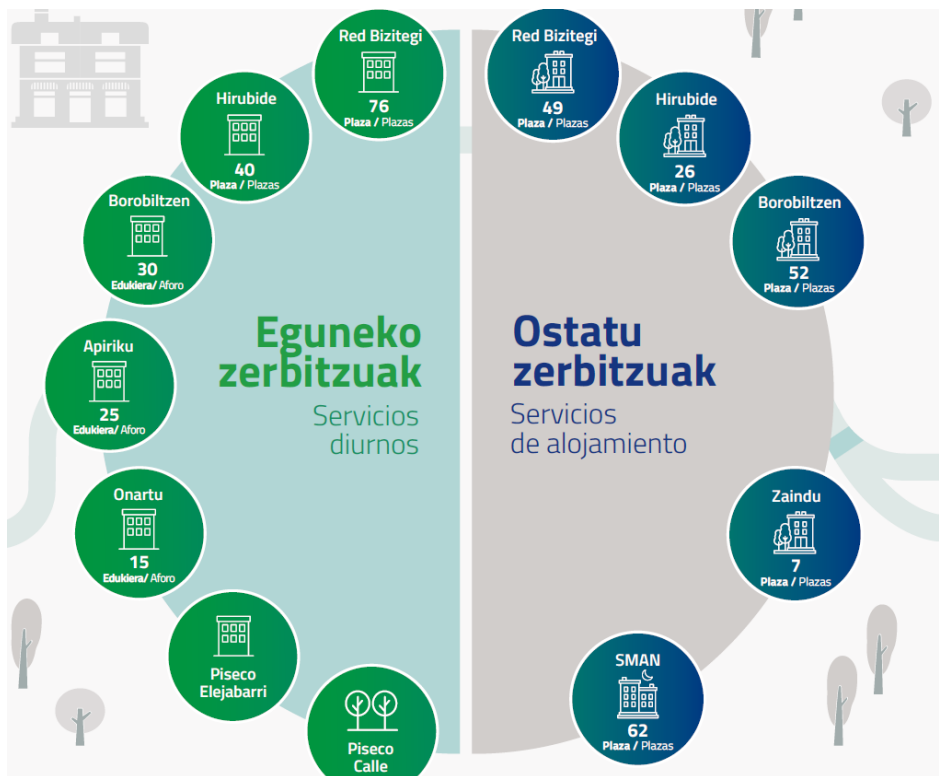 Red Bizitegi
76
Plaza / Plazas
Hirubide
40
Plaza / Plazas
Borobiltzen
30
Edukiera/ Aforo
Apiriku
25
Edukiera/ Aforo
Onartu
15
Edukiera/ Aforo
Piseco
Elejabarri
Piseco
Calle
Eguneko
zerbitzuak
Servicios
diurnos
Ostatu
zerbitzuak
Servicios
de alojamiento
Red Bizitegi
49
Plaza / Plazas
Hirubide
26
Plaza / Plazas
Borobiltzen
52
Plaza / Plazas
Zaindu
7
Plaza / Plazas
SMAN
62
Plaza / Plazas